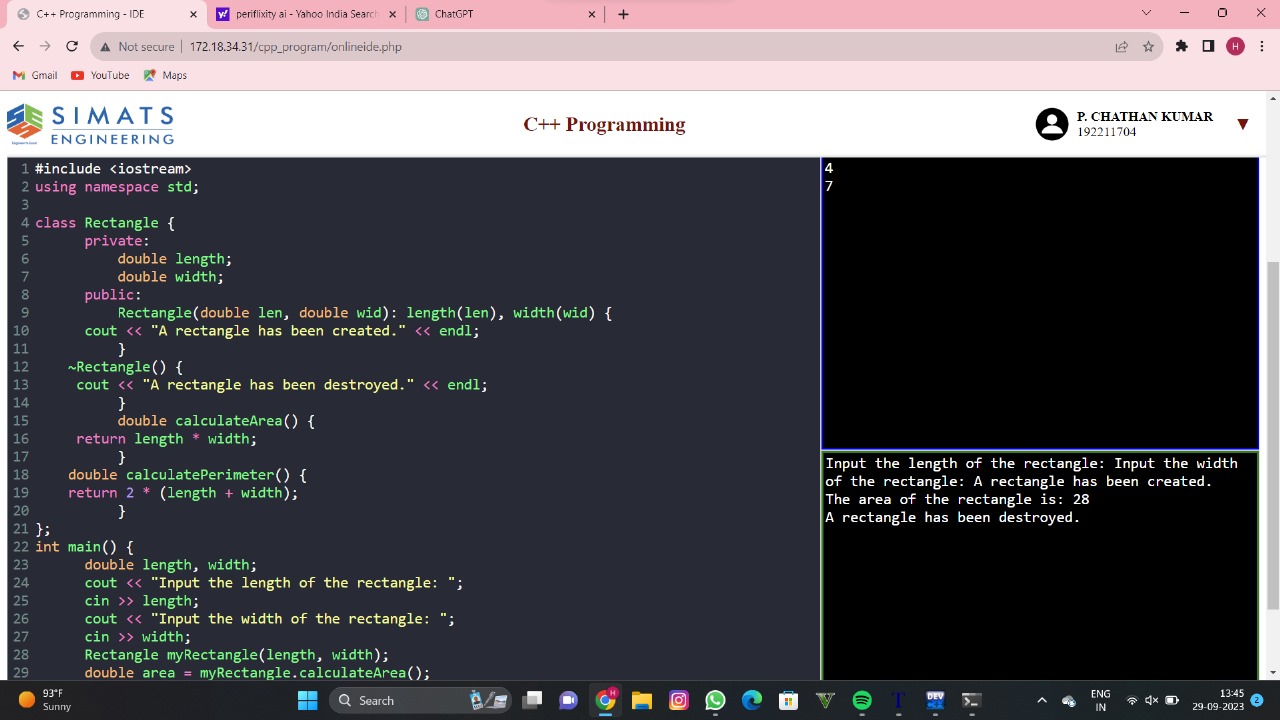 C++ Programming - IDE
periflixity ai - Yahoo India Search
ChatGPT
Not secure | 172.18.34.31/cpp_program/onlineide.php
H
Gmail YouTube Maps
SIMATS
ENGINEERING
C++ Programming
P. CHATHAN KUMAR
192211704
1 #include <iostream>
2 using namespace std;
3
4 class Rectangle {
5 private:
6 double length;
7 double width;
8 public:
9 Rectangle(double len, double wid): length(len), width(wid) {
10 cout << "A rectangle has been created." << endl;
11 }
12 ~Rectangle() {
13 cout << "A rectangle has been destroyed." << endl;
14 }
15 double calculateArea() {
16 return length * width;
17 }
18 double calculatePerimeter() {
19 return 2 * (length + width);
20 }
21 };
22 int main() {
23 double length, width;
24 cout << "Input the length of the rectangle: ";
25 cin >> length;
26 cout << "Input the width of the rectangle: ";
27 cin >> width;
28 Rectangle myRectangle(length, width);
29 double area = myRectangle.calculateArea();
4
7
Input the length of the rectangle: Input the width
of the rectangle: A rectangle has been created.
The area of the rectangle is: 28
A rectangle has been destroyed.
93°F
Sunny
Search
H
T
DEV
ENG
IN
13:45
29-09-2023
2